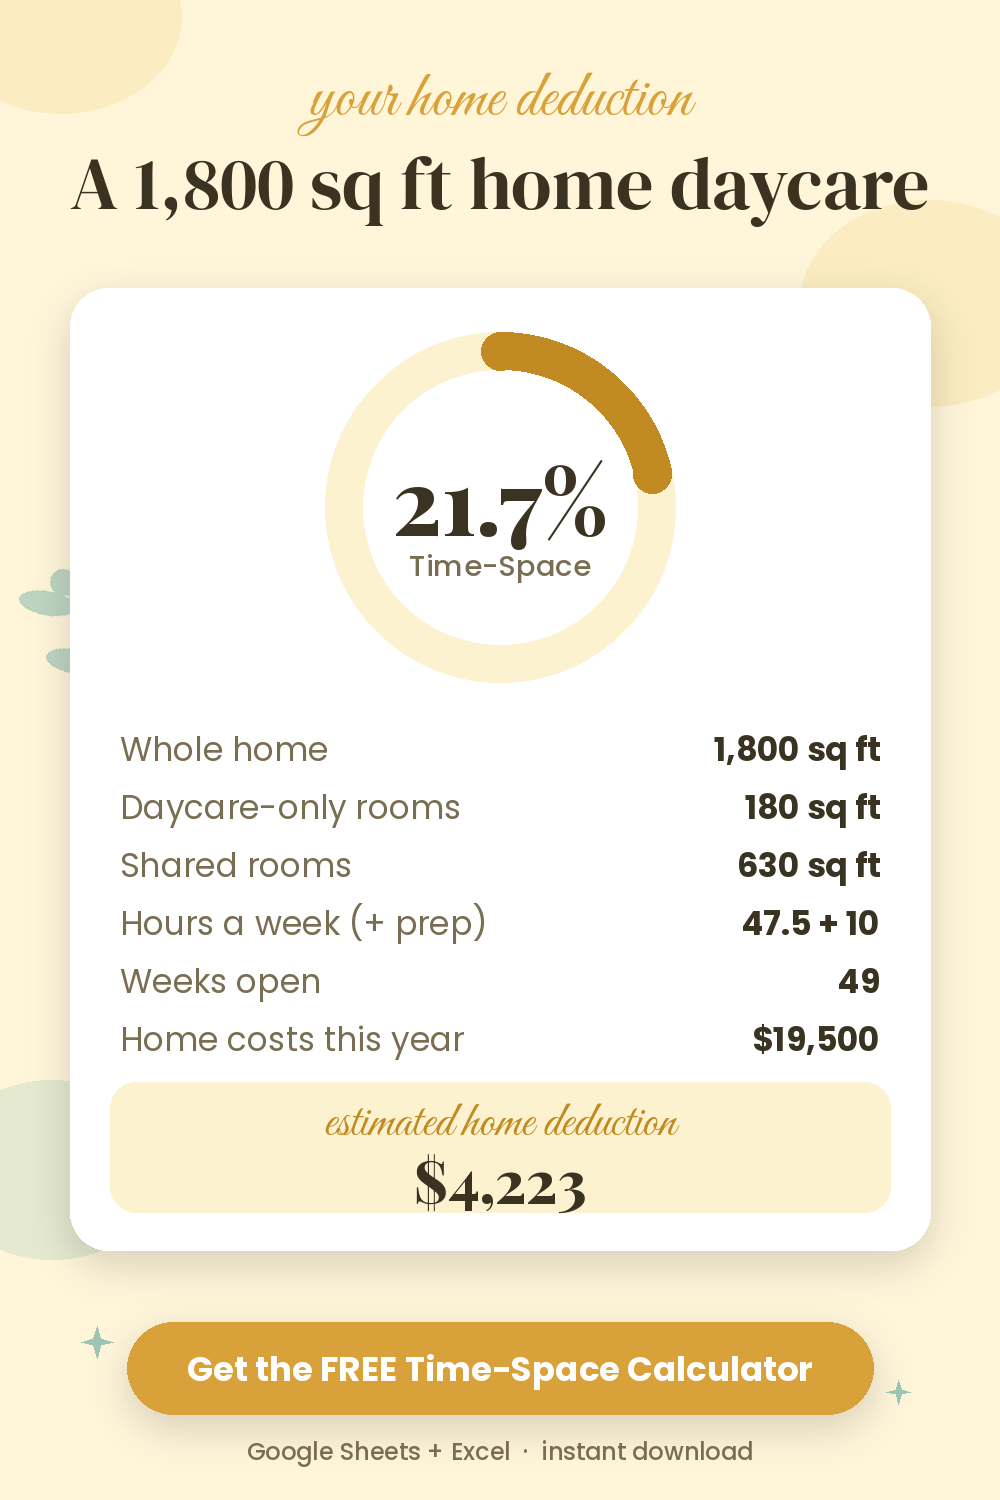 your home deduction
A 1,800 sq ft home daycare
21.7%
Time-Space
Whole home 1,800 sq ft
Daycare-only rooms 180 sq ft
Shared rooms 630 sq ft
Hours a week (+ prep) 47.5 + 10
Weeks open 49
Home costs this year $19,500
estimated home deduction
$4,223
Get the FREE Time-Space Calculator
Google Sheets + Excel · instant download